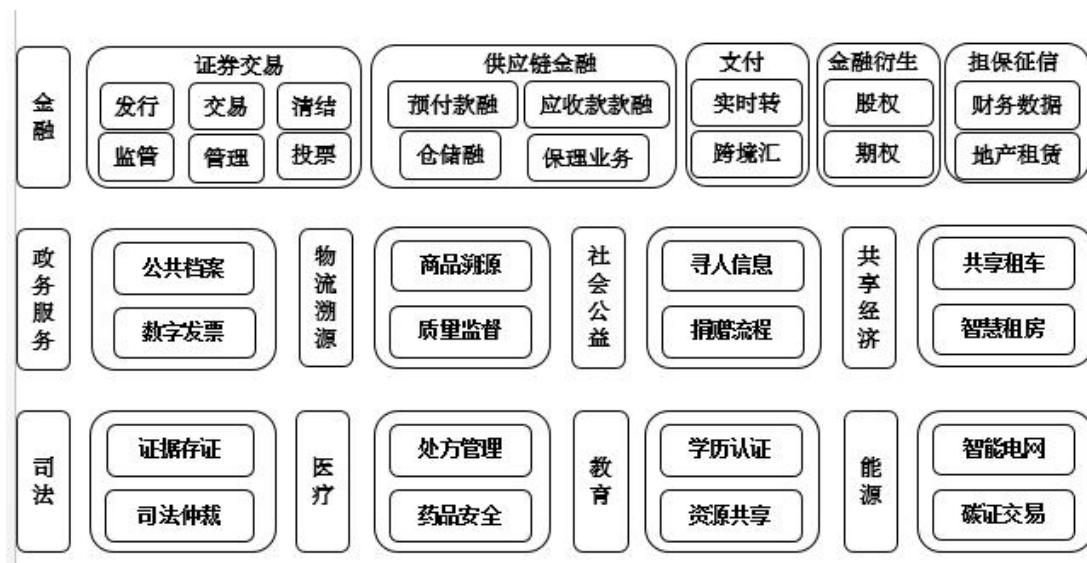 金融
证券交易
发行 交易 清结
监管 管理 投票
供应链金融
预付款融 应收款款融
仓储融 保理业务
文付
实时转
跨境汇
金融衍生
股权
期权
担保征信
财务数据
地产租赁
政务服务
公共档案
数字发票
物流溯源
商品溯源
质量监督
社会公益
寻人信息
捐赠流程
共享经济
共享租车
智慧租房
司法
证据存证
司法仲裁
医疗
处方管理
药品安全
教育
学历认证
资源共享
能源
智能电网
碳证交易